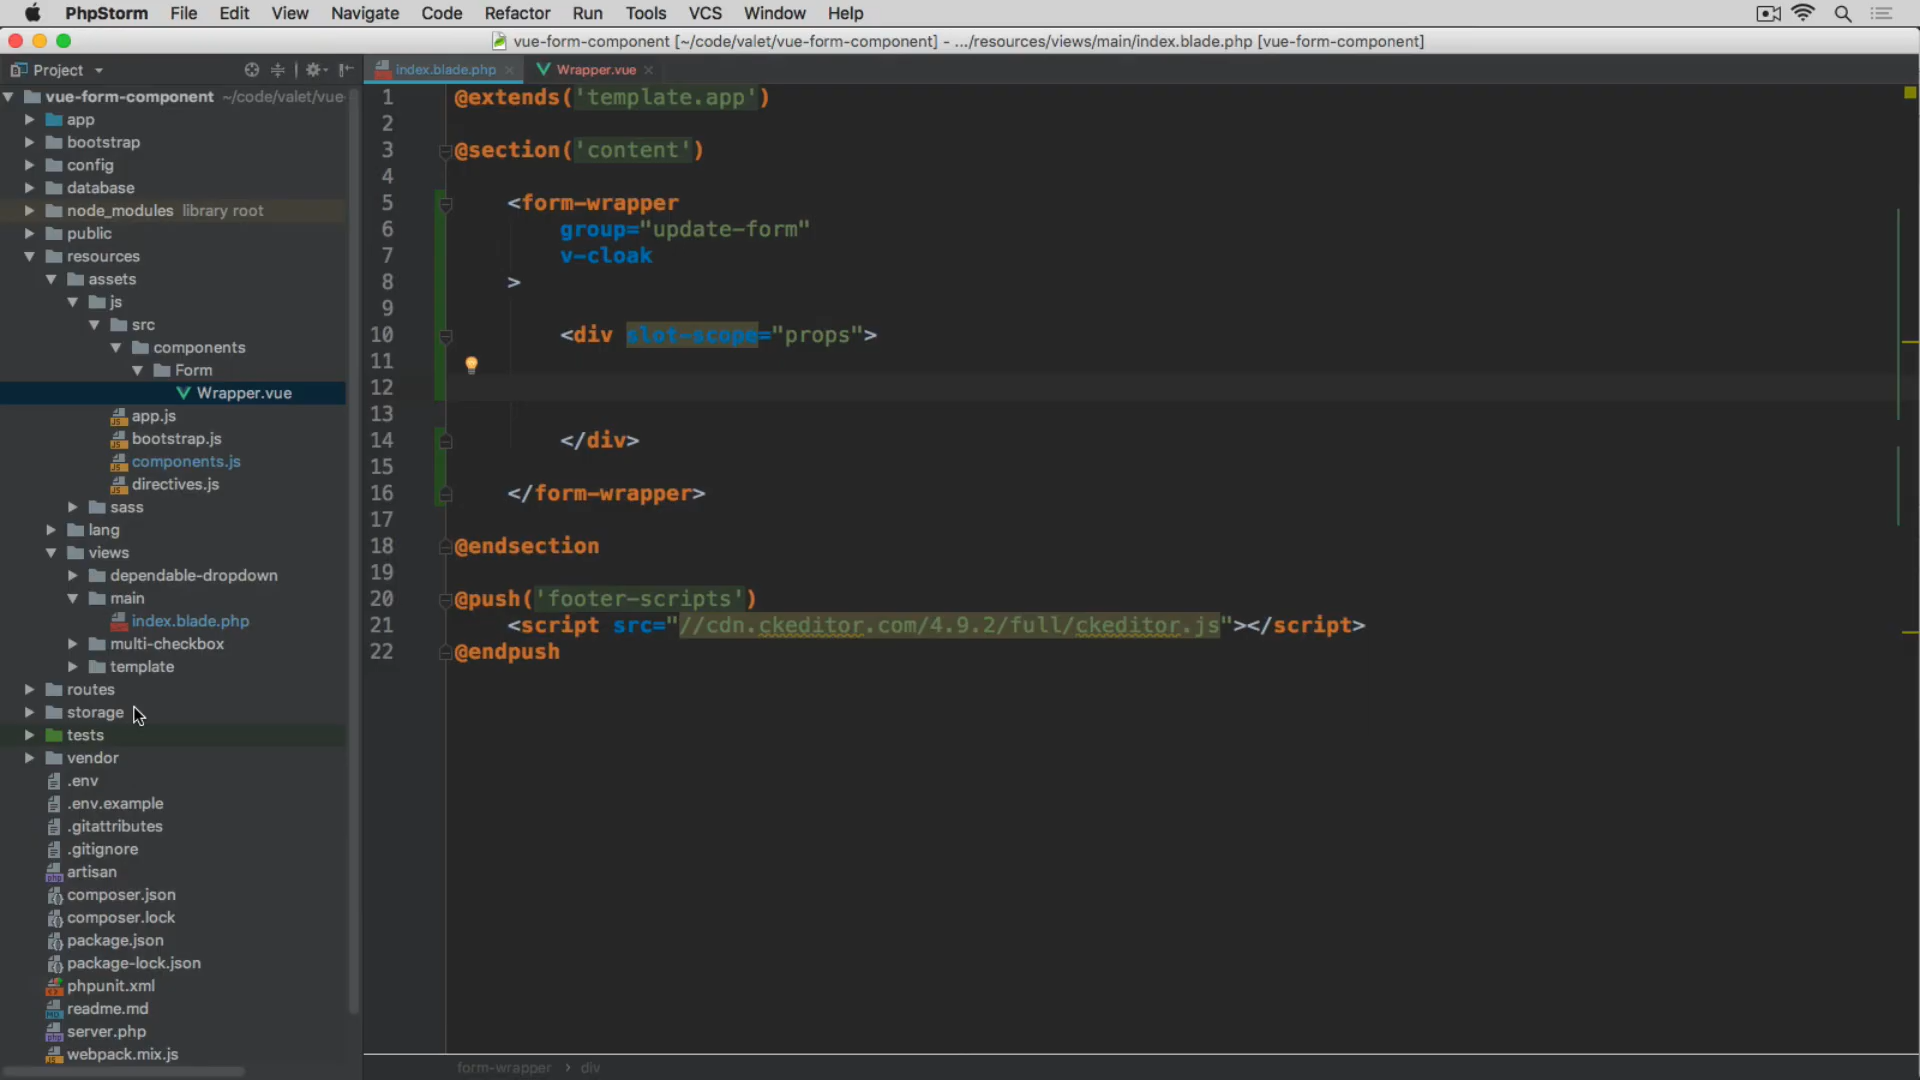 PhpStorm File Edit View Navigate Code Refactor Run Tools VCS Window Help
vue-form-component [~/code/valet/vue-form-component] - .../resources/views/main/index.blade.php [vue-form-component]
Project
index.blade.php
Wrapper.vue
vue-form-component ~/code/valet/vue-
app
bootstrap
config
database
node_modules library root
public
resources
assets
js
src
components
Form
Wrapper.vue
app.js
bootstrap.js
components.js
directives.js
sass
lang
views
dependable-dropdown
main
index.blade.php
multi-checkbox
template
routes
storage
tests
vendor
.env
.env.example
.gitattributes
.gitignore
artisan
composer.json
composer.lock
package.json
package-lock.json
phpunit.xml
readme.md
server.php
webpack.mix.js
1 @extends('template.app')
2
3 @section('content')
4
5 <form-wrapper
6 group="update-form"
7 v-cloak
8 >
9
10 <div slot-scope="props">
11
12
13
14 </div>
15
16 </form-wrapper>
17
18 @endsection
19
20 @push('footer-scripts')
21 <script src="//cdn.ckeditor.com/4.9.2/full/ckeditor.js"></script>
22 @endpush
form-wrapper › div